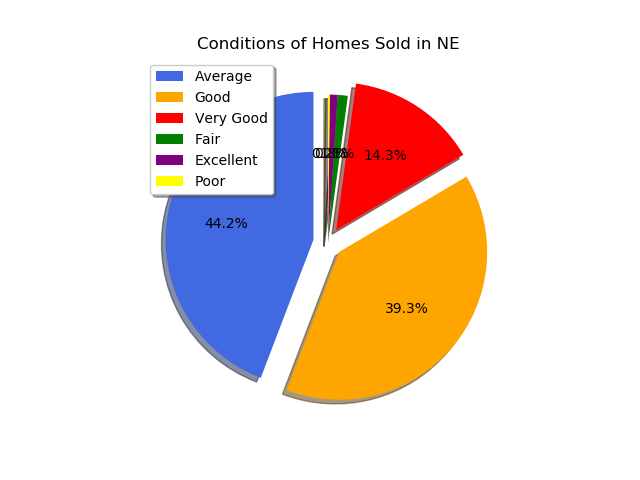 Conditions of Homes Sold in NE
Average
Good
Very Good
Fair
Excellent
Poor
14.3%
44.2%
39.3%